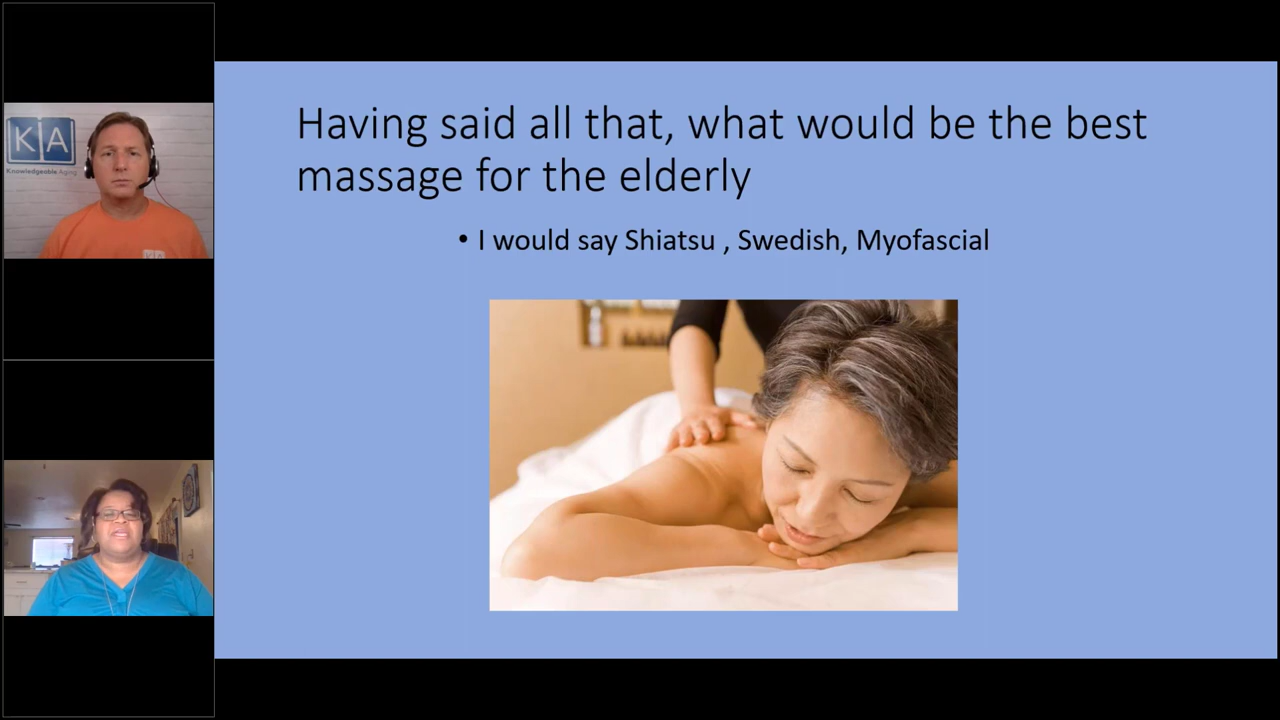 KA
Knowledgeable Aging
Having said all that, what would be the best
massage for the elderly
• I would say Shiatsu , Swedish, Myofascial
KA